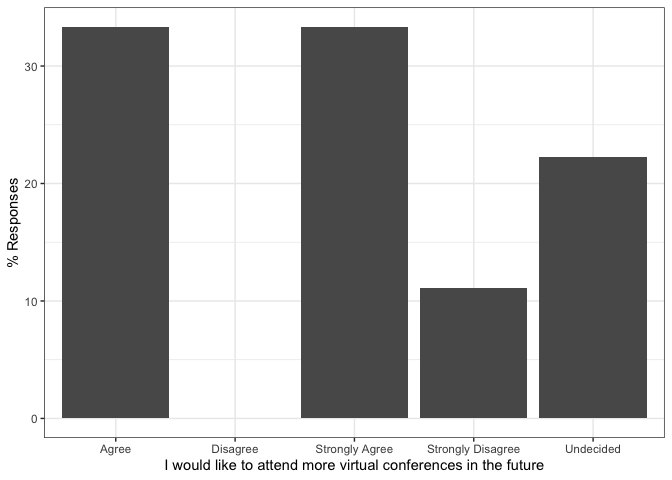 % Responses
30
20
10
0
Agree
Disagree
Strongly Agree
Strongly Disagree
Undecided
I would like to attend more virtual conferences in the future